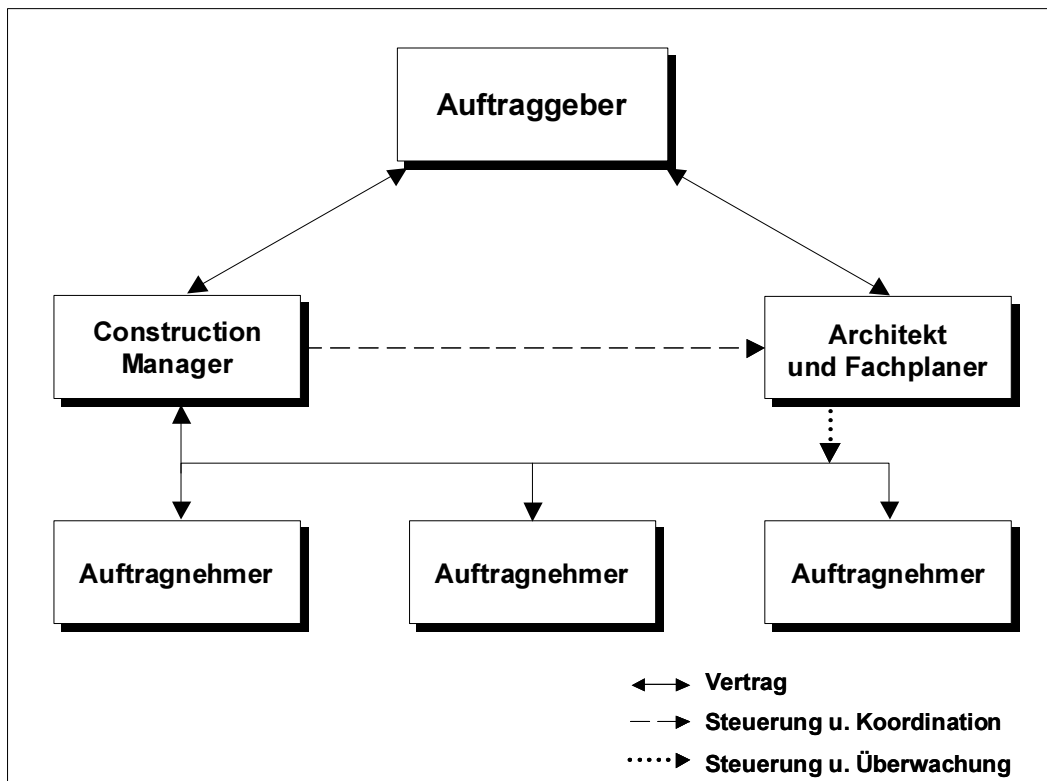 Auftraggeber
Construction
Manager
Architekt
und Fachplaner
Auftragnehmer
Auftragnehmer
Auftragnehmer
Vertrag
Steuerung u. Koordination
Steuerung u. Überwachung